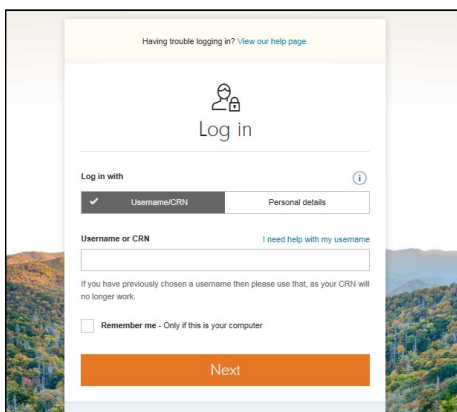 Having trouble logging in? View our help page.
Log in
Log in with
Username/CRN
Personal details
Username or CRN
I need help with my username
If you have previously chosen a username then please use that, as your CRN will
no longer work.
Remember me - Only if this is your computer
Next